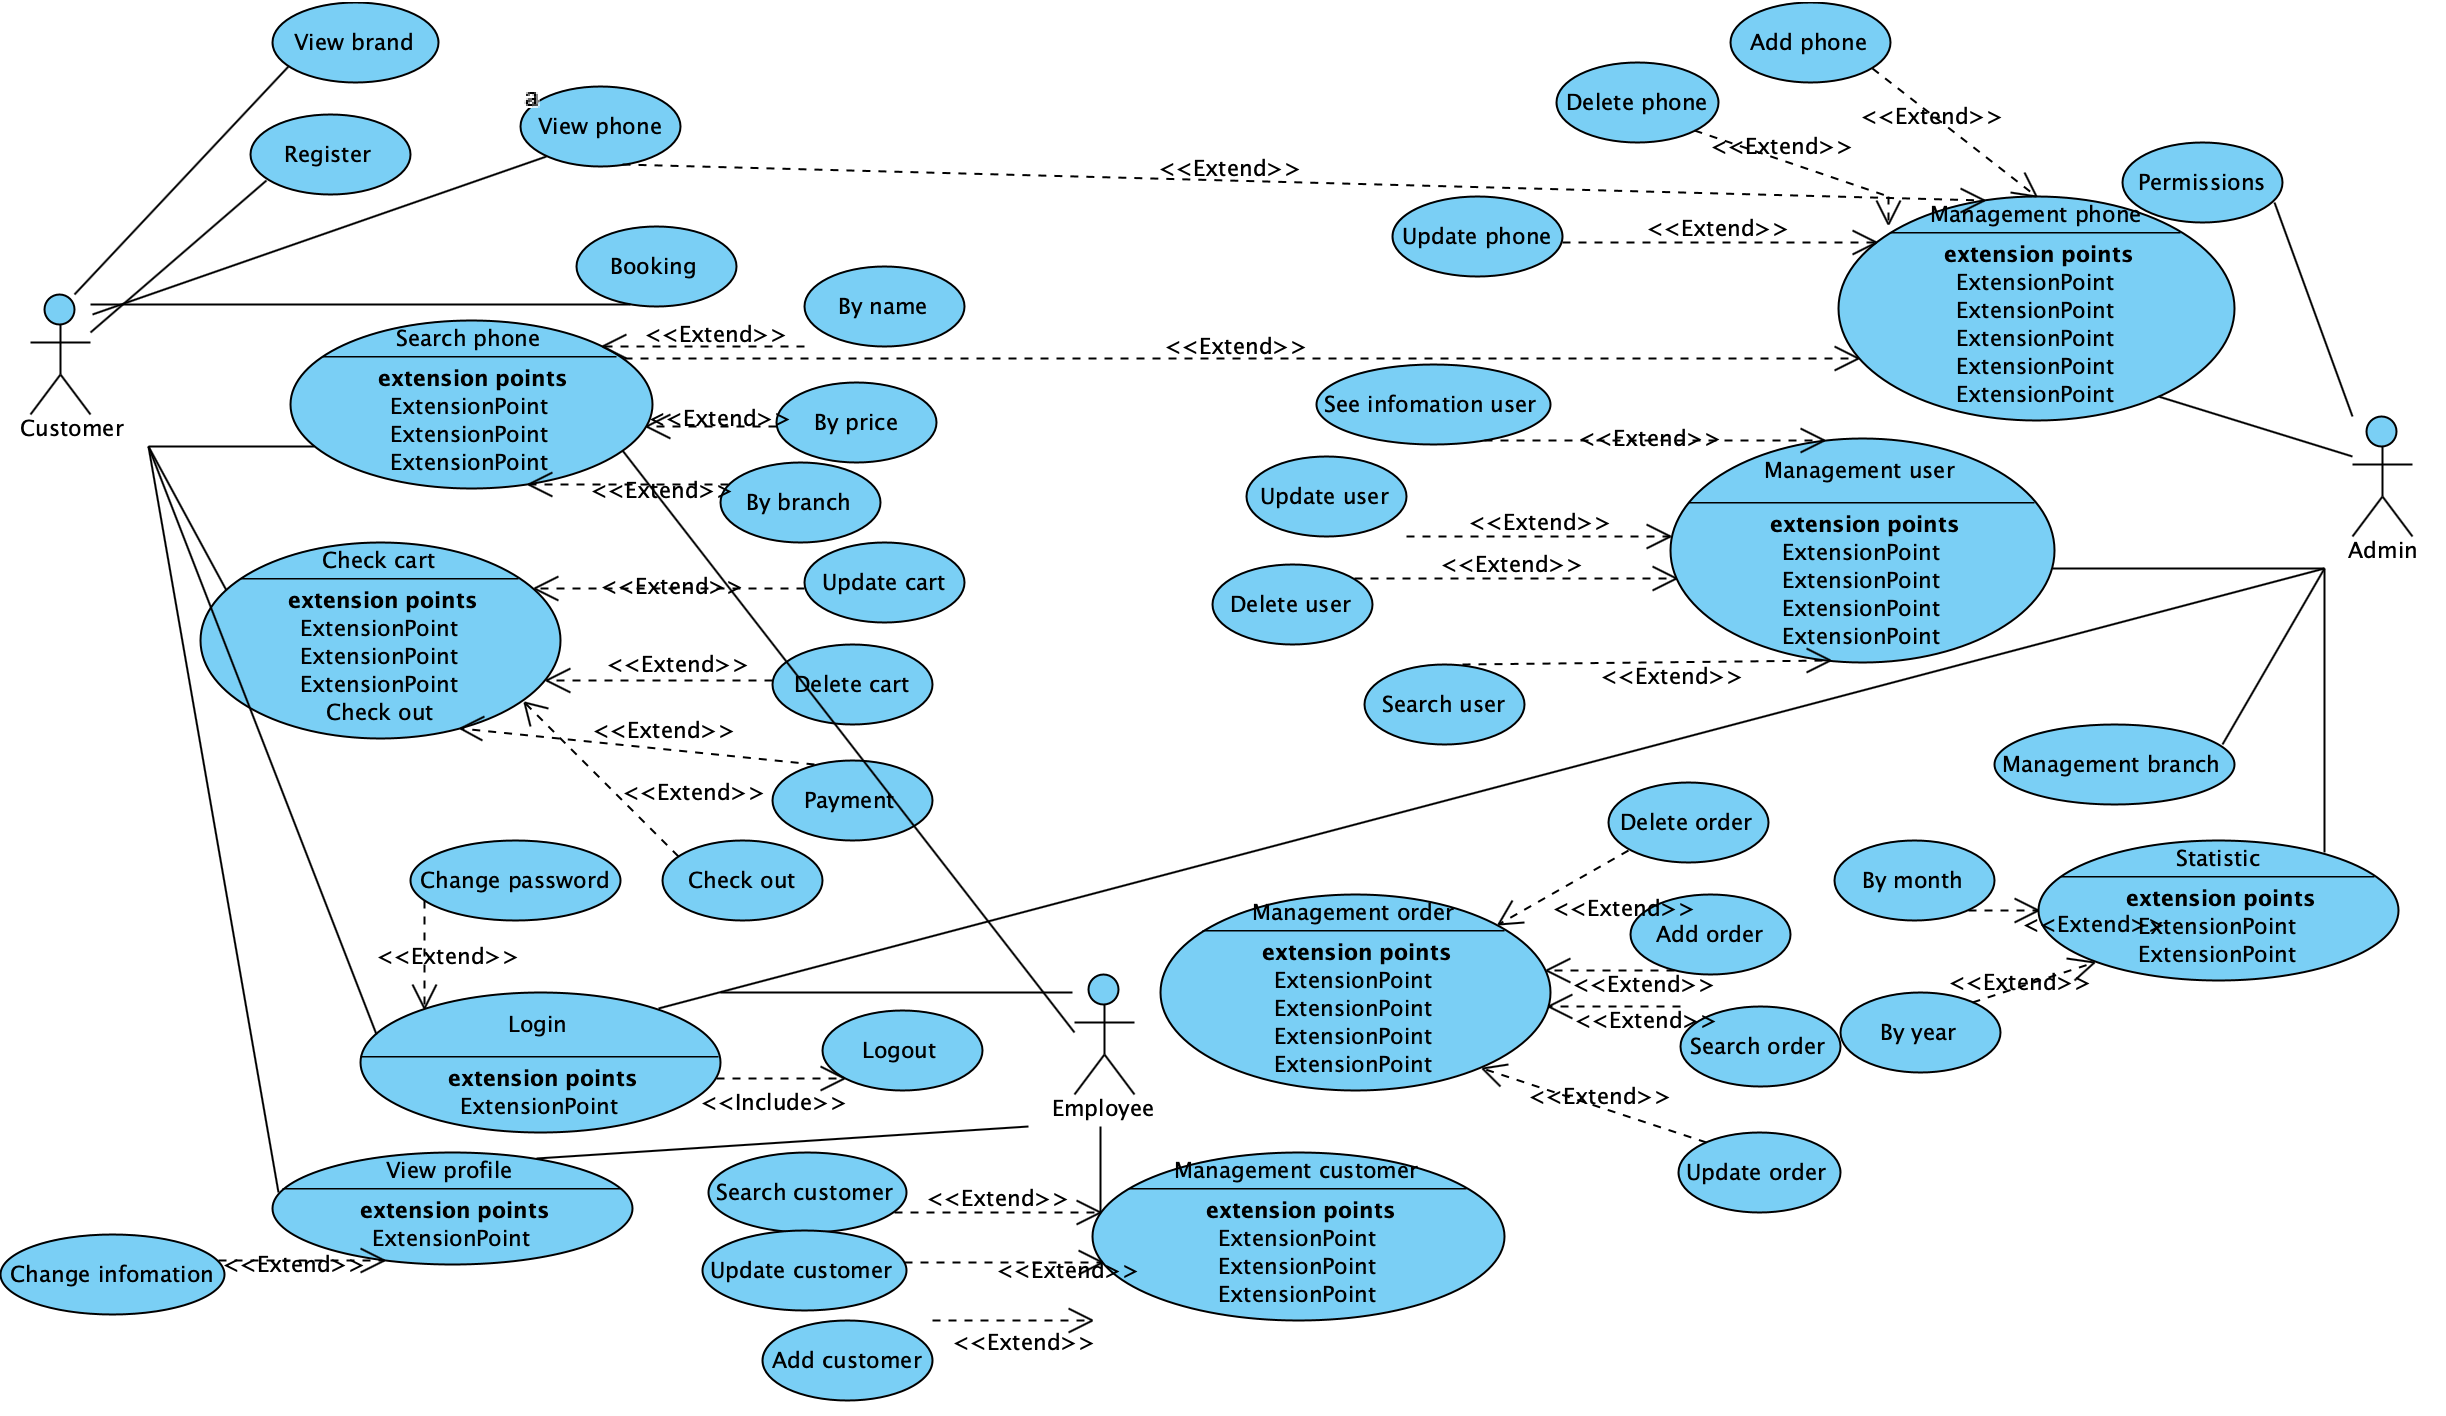 View brand
Add phone
a
View phone
Delete phone
<<Extend>>
Register
<<Extend>>
<<Extend>>
Permissions
Management phone
extension points
ExtensionPoint
ExtensionPoint
ExtensionPoint
ExtensionPoint
ExtensionPoint
Update phone
<<Extend>>
Booking
By name
<<Extend>>
<<Extend>>
Search phone
extension points
ExtensionPoint
ExtensionPoint
ExtensionPoint
Customer
<<Extend>>
By price
<<Extend>>
By branch
See infomation user
<<Extend>>
Management user
extension points
ExtensionPoint
ExtensionPoint
ExtensionPoint
ExtensionPoint
Update user
<<Extend>>
<<Extend>>
Delete user
Search user
<<Extend>>
Admin
Check cart
extension points
ExtensionPoint
ExtensionPoint
ExtensionPoint
Check out
<<Extend>>
Update cart
<<Extend>>
Delete cart
<<Extend>>
Payment
<<Extend>>
Check out
Management branch
Delete order
<<Extend>>
Add order
<<Extend>>
<<Extend>>
Search order
<<Extend>>
Update order
Management order
extension points
ExtensionPoint
ExtensionPoint
ExtensionPoint
ExtensionPoint
By month
<<Extend>>
Statistic
extension points
ExtensionPoint
ExtensionPoint
<<Extend>>
By year
Change password
<<Extend>>
Login
extension points
ExtensionPoint
Logout
<<Include>>
Employee
View profile
extension points
ExtensionPoint
Change infomation
<<Extend>>
Search customer
<<Extend>>
Update customer
<<Extend>>
Add customer
<<Extend>>
Management customer
extension points
ExtensionPoint
ExtensionPoint
ExtensionPoint